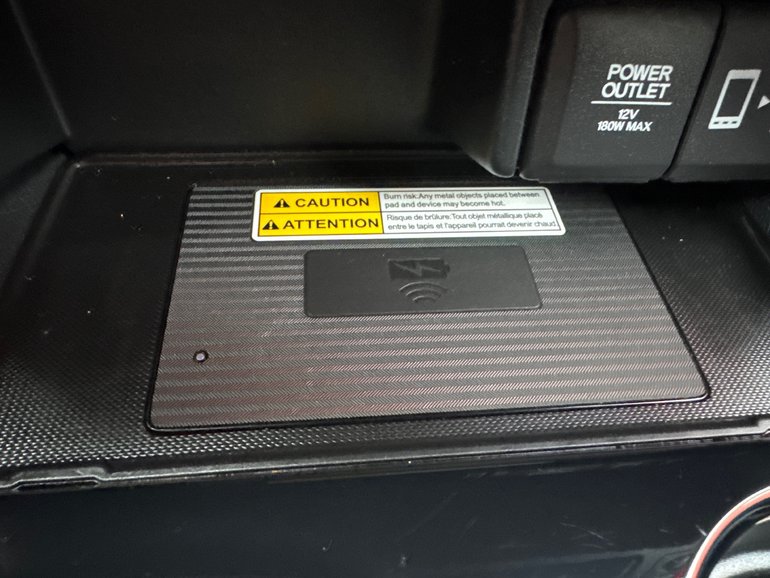 POWER
OUTLET
12V
180W MAX
CAUTION
Burn risk:Any metal objects placed between
pad and device may become hot.
ATTENTION
Risque de brûlure:Tout objet métallique placé
entre le tapis et l'appareil pourrait devenir chaud.